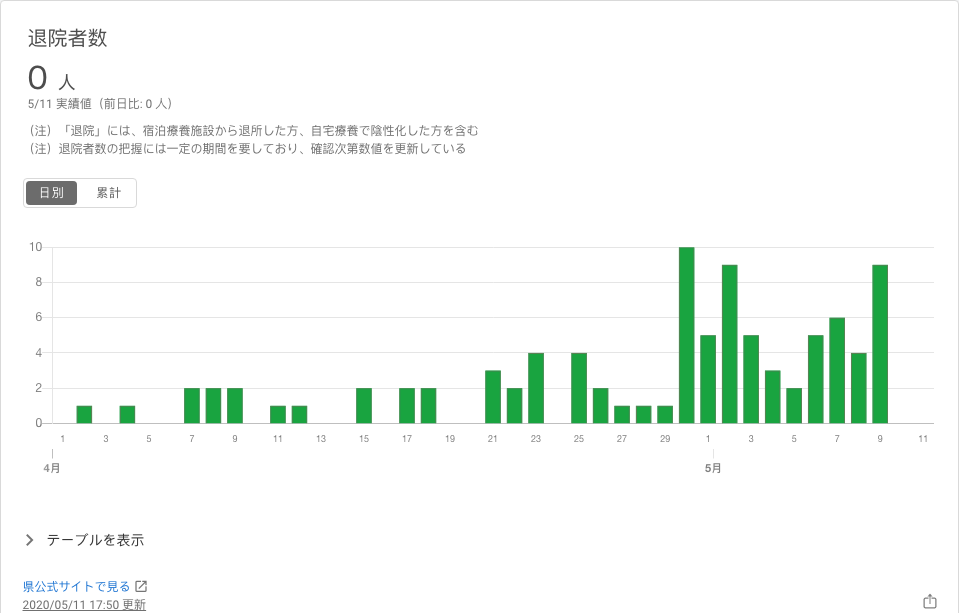 退院者数
0 人
5/11 実績値（前日比: 0 人）
（注）「退院」には、宿泊療養施設から退所した方、自宅療養で陰性化した方を含む
（注）退院者数の把握には一定の期間を要しており、確認次第数値を更新している
日別 累計
10
8
6
4
2
0
1 3 5 7 9 11 13 15 17 19 21 23 25 27 29 1 3 5 7 9 11
4月 5月
テーブルを表示
県公式サイトで見る
2020/05/11 17:50 更新